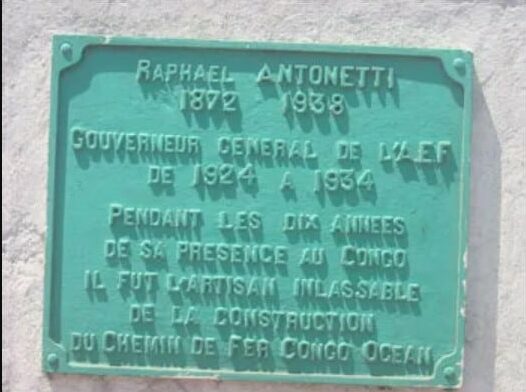 RAPHAEL ANTONETTI
1872 1938
GOUVERNEUR GENERAL DE L'A.E.F
DE 1924 A 1934
PENDANT LES DIX ANNEES
DE SA PRESENCE AU CONGO
IL FUT L'ARTISAN INLASSABLE
DE LA CONSTRUCTION
DU CHEMIN DE FER CONGO OCEAN